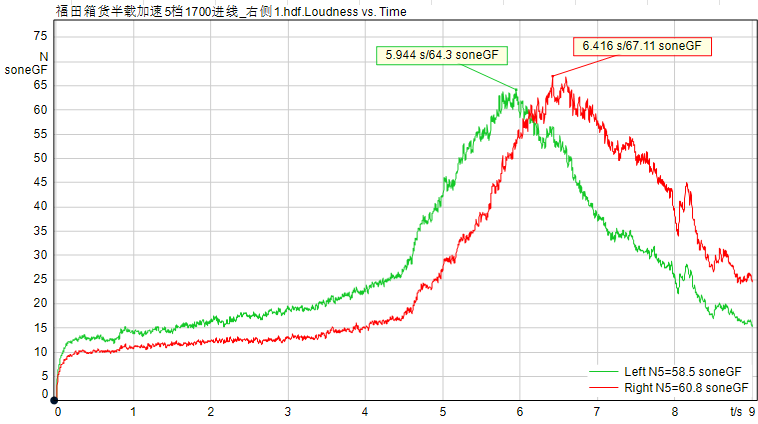 福田箱货半载加速5档1700进线_右侧1.hdf.Loudness vs. Time
75
N
soneGF
65
60
55
50
45
40
35
30
25
20
15
10
5
0
5.944 s/64.3 soneGF
6.416 s/67.11 soneGF
Left N5=58.5 soneGF
Right N5=60.8 soneGF
0 1 2 3 4 5 6 7 8 t/s 9